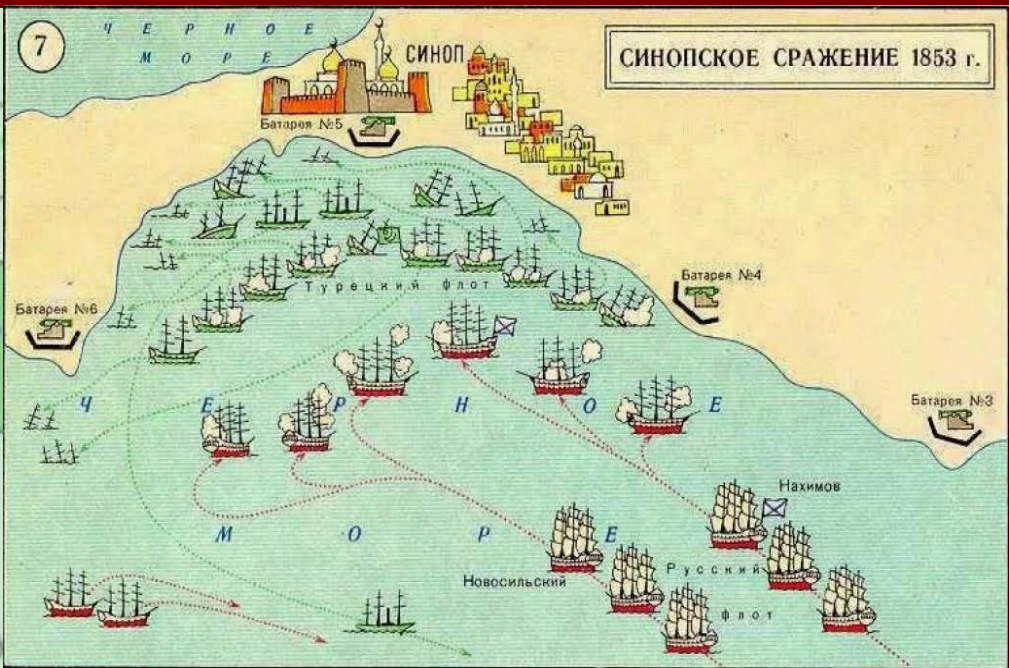 7
ЧЕРНОЕ
МОРЕ
СИНОП
СИНОПСКОЕ СРАЖЕНИЕ 1853 г.
Батарея №5
Батарея №4
Турецкий флот
Батарея №6
ЧЕРНОЕ
Батарея №3
Нахимов
МОРЕ
Русский
Новосильский
флот